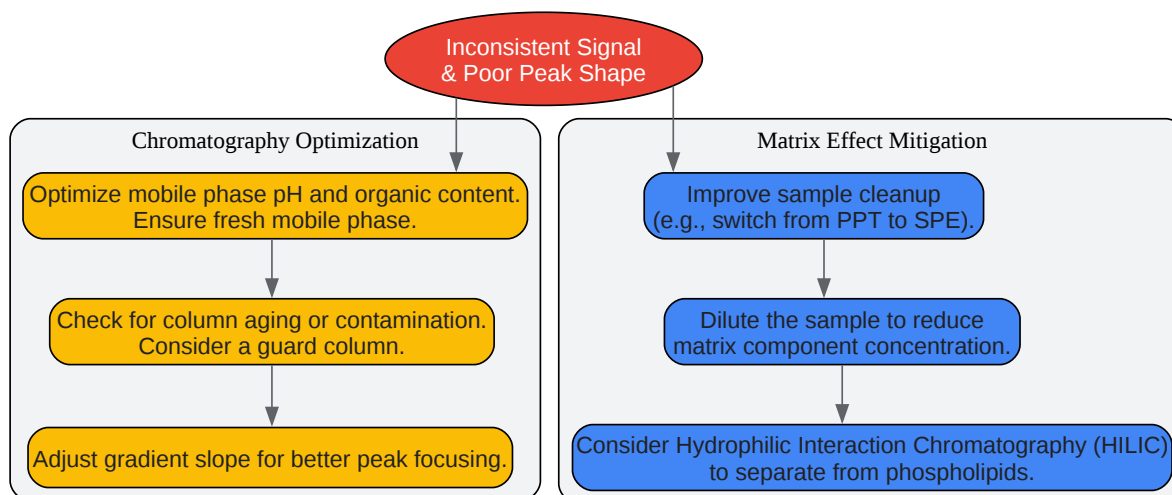 Inconsistent Signal
& Poor Peak Shape
Chromatography Optimization
Optimize mobile phase pH and organic content.
Ensure fresh mobile phase.
Check for column aging or contamination.
Consider a guard column.
Adjust gradient slope for better peak focusing.
Matrix Effect Mitigation
Improve sample cleanup
(e.g., switch from PPT to SPE).
Dilute the sample to reduce
matrix component concentration.
Consider Hydrophilic Interaction Chromatography (HILIC)
to separate from phospholipids.